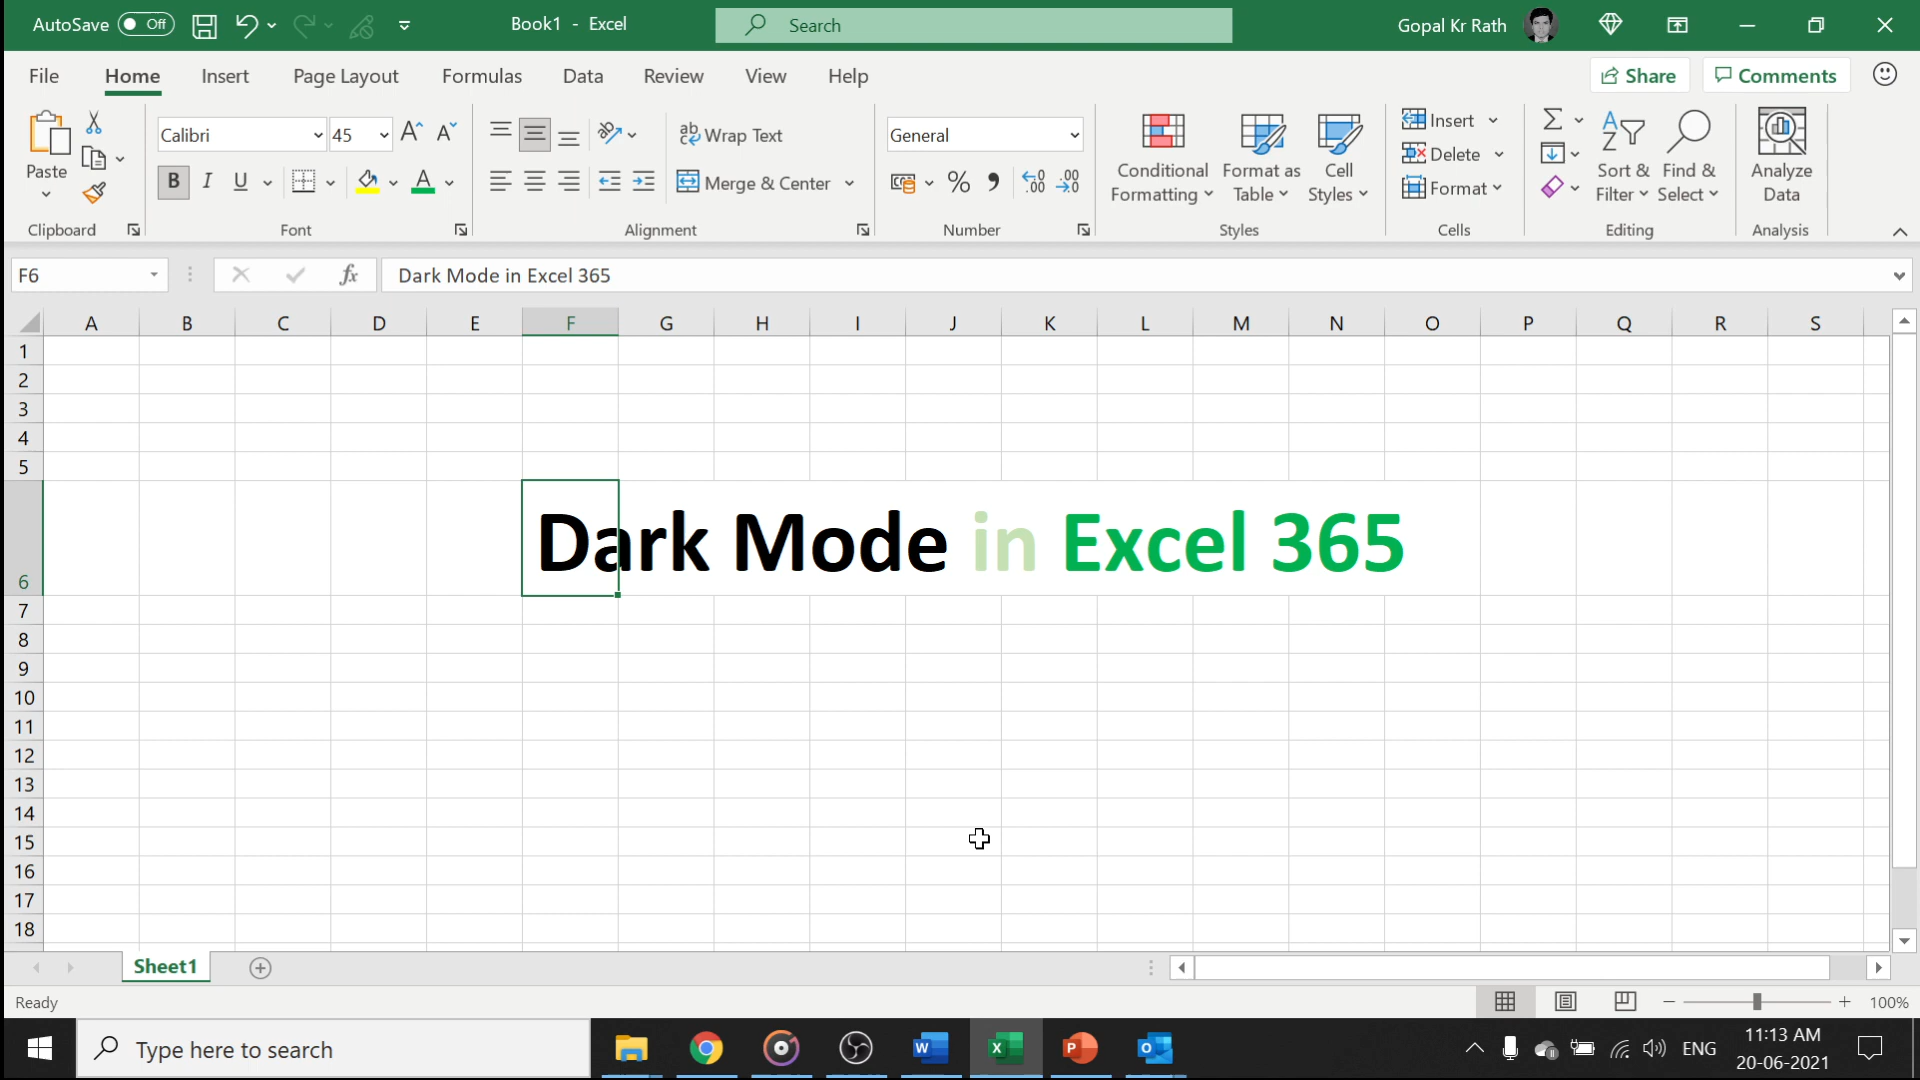 AutoSave Off Book1 - Excel Search Gopal Kr Rath
File Home Insert Page Layout Formulas Data Review View Help Share Comments
Paste
Calibri 45
B I U
A
ab Wrap Text
Merge & Center
General
% .00
Conditional Formatting
Format as Table
Cell Styles
Insert
Delete
Format
Sort & Filter
Find & Select
Analyze Data
Clipboard Font Alignment Number Styles Cells Editing Analysis
F6 fx Dark Mode in Excel 365
A B C D E F G H I J K L M N O P Q R S
1
2
3
4
5
6 Dark Mode in Excel 365
7
8
9
10
11
12
13
14
15
16
17
18
Sheet1
Ready 100%
Type here to search ENG 11:13 AM
20-06-2021